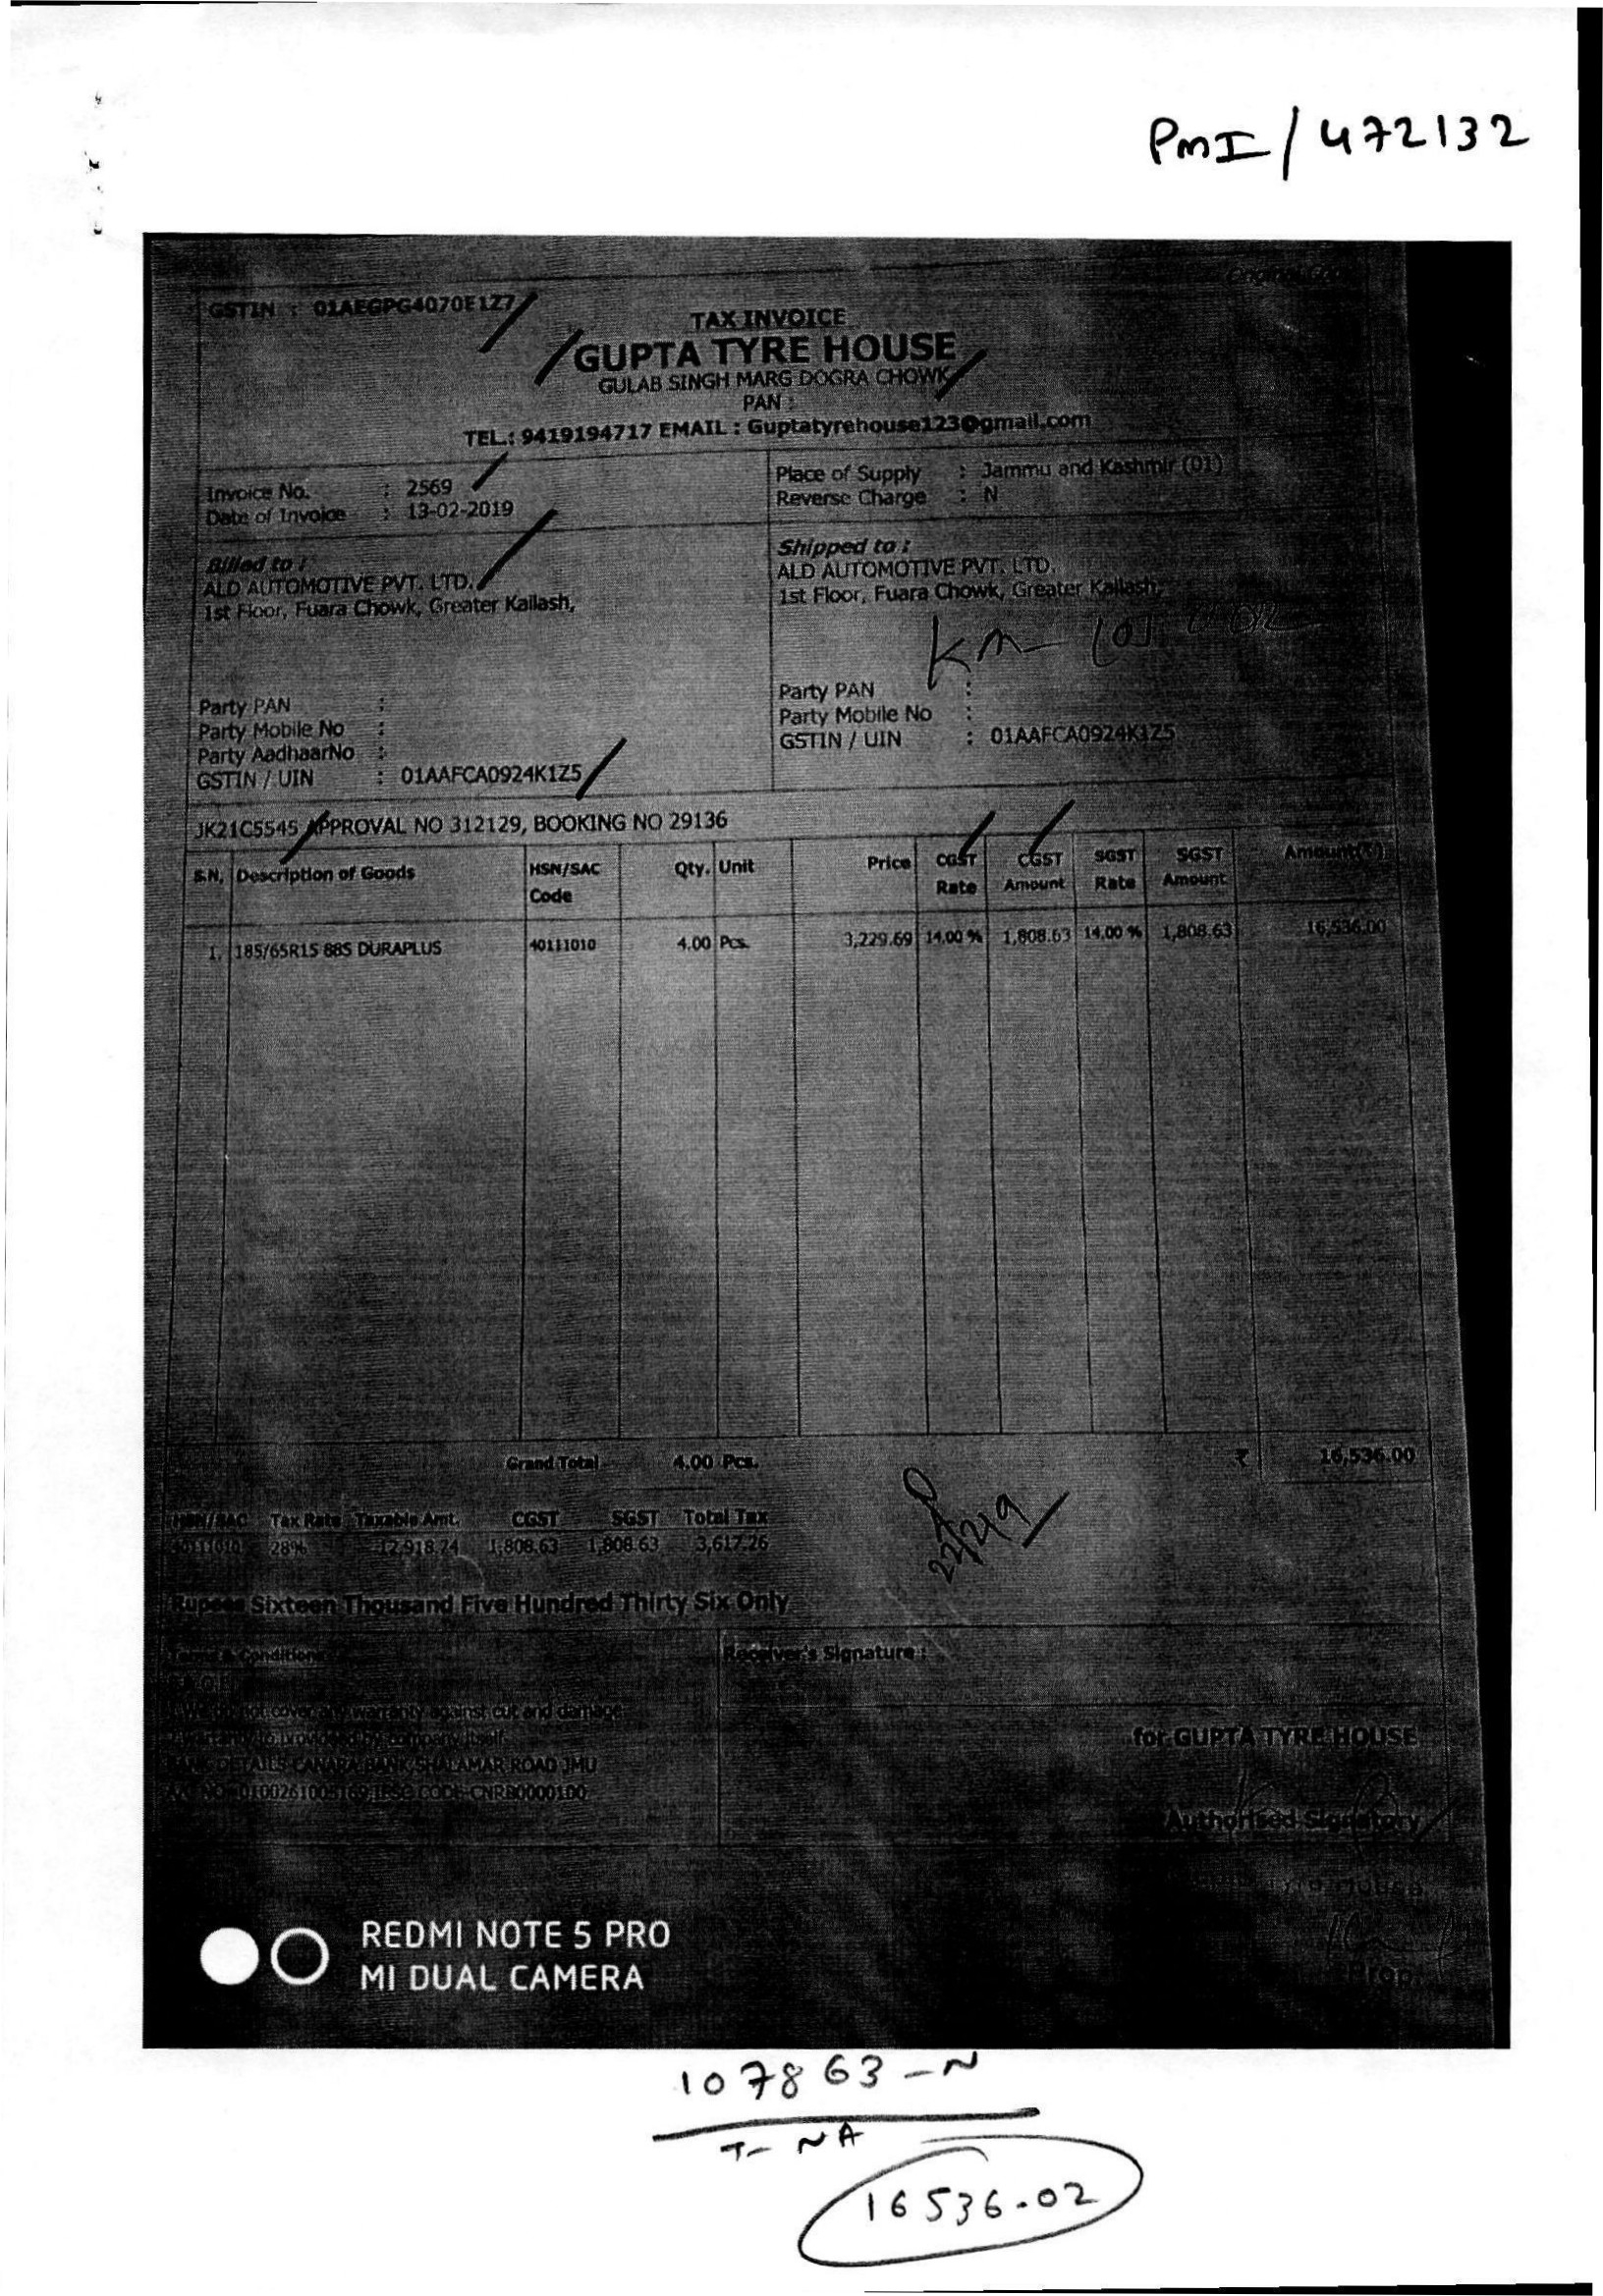 PMI/472132
Original Copy
GSTIN : 01AEGPG4070E1Z7
TAX INVOICE
GUPTA TYRE HOUSE
GULAB SINGH MARG DOGRA CHOWK
PAN :
TEL.: 9419194717 EMAIL : Guptatyrehouse123@gmail.com
Invoice No. : 2569
Date of Invoice : 13-02-2019
Place of Supply : Jammu and Kashmir (01)
Reverse Charge : N
Billed to :
ALD AUTOMOTIVE PVT. LTD.
1st Floor, Fuara Chowk, Greater Kailash,
Shipped to :
ALD AUTOMOTIVE PVT. LTD.
1st Floor, Fuara Chowk, Greater Kailash,
KM-
Party PAN :
Party Mobile No :
Party AadhaarNo :
GSTIN / UIN : 01AAFCA0924K1Z5
Party PAN :
Party Mobile No :
GSTIN / UIN : 01AAFCA0924K1Z5
JK21C5545 APPROVAL NO 312129, BOOKING NO 29136
S.N. Description of Goods HSN/SAC Code Qty. Unit Price CGST Rate CGST Amount SGST Rate SGST Amount Amount(₹)
1. 185/65R15 88S DURAPLUS 40111010 4.00 Pcs. 3,229.69 14.00 % 1,808.63 14.00 % 1,808.63 16,536.00
Grand Total 4.00 Pcs. ₹ 16,536.00
HSN/SAC Tax Rate Taxable Amt. CGST SGST Total Tax
40111010 28% 12,918.74 1,808.63 1,808.63 3,617.26
22/2/19
Rupees Sixteen Thousand Five Hundred Thirty Six Only
Terms & Conditions
Receiver's Signature :
not cover any warranty against cut and damage
provided by company itself
BANK DETAILS-CANARA BANK SHALAMAR ROAD JMU
IFSC CODE-CNRB0000100
for GUPTA TYRE HOUSE
Authorised Signatory
Tyre House
Prop.
REDMI NOTE 5 PRO
MI DUAL CAMERA
107863-N
T- NA
16536.02